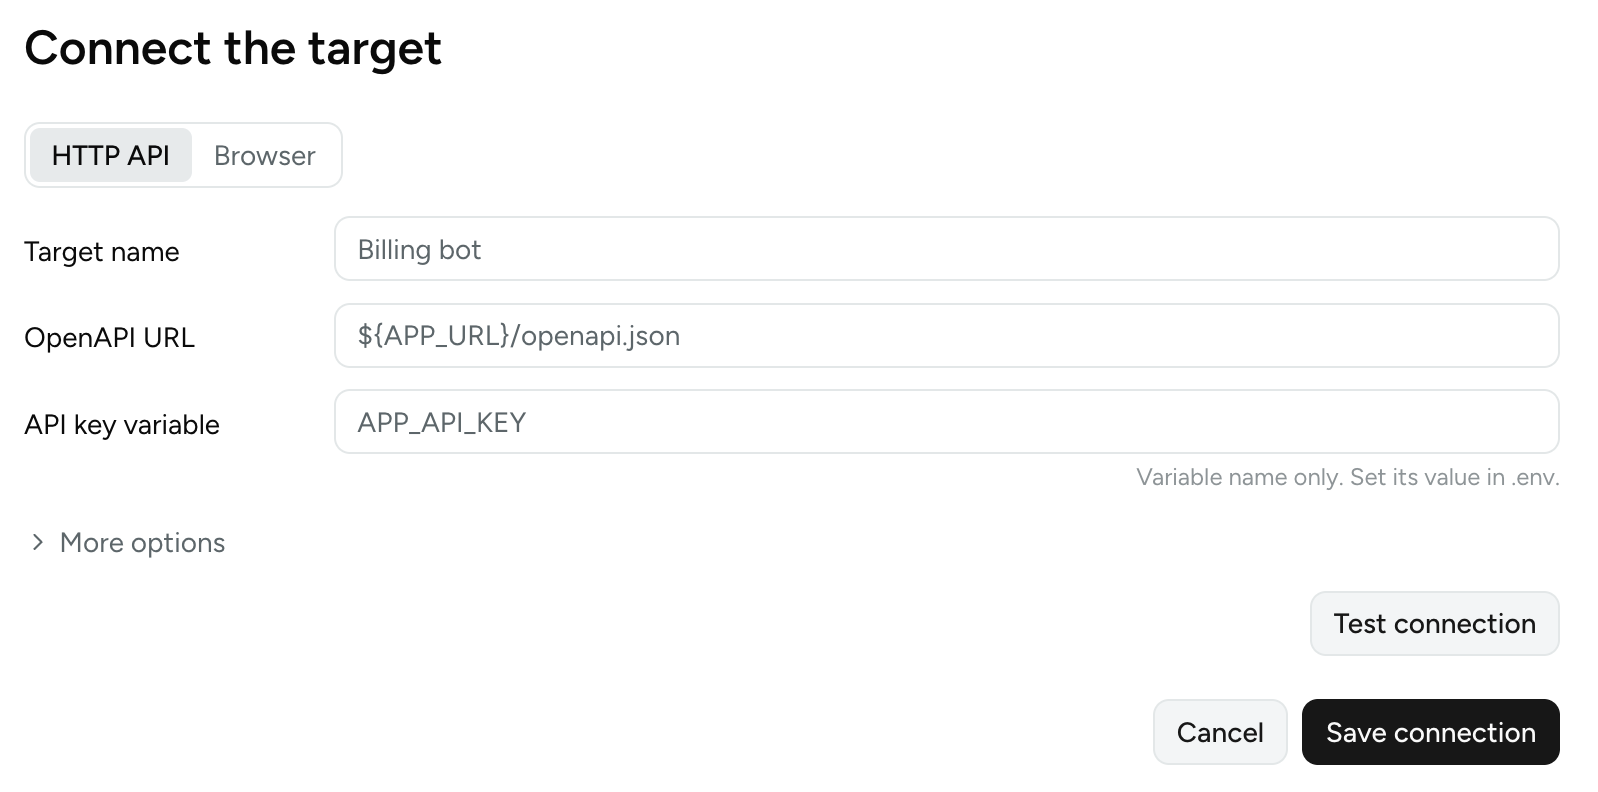 Connect the target
HTTP API Browser
Target name Billing bot
OpenAPI URL ${APP_URL}/openapi.json
API key variable APP_API_KEY
Variable name only. Set its value in .env.
More options
Test connection
Cancel Save connection